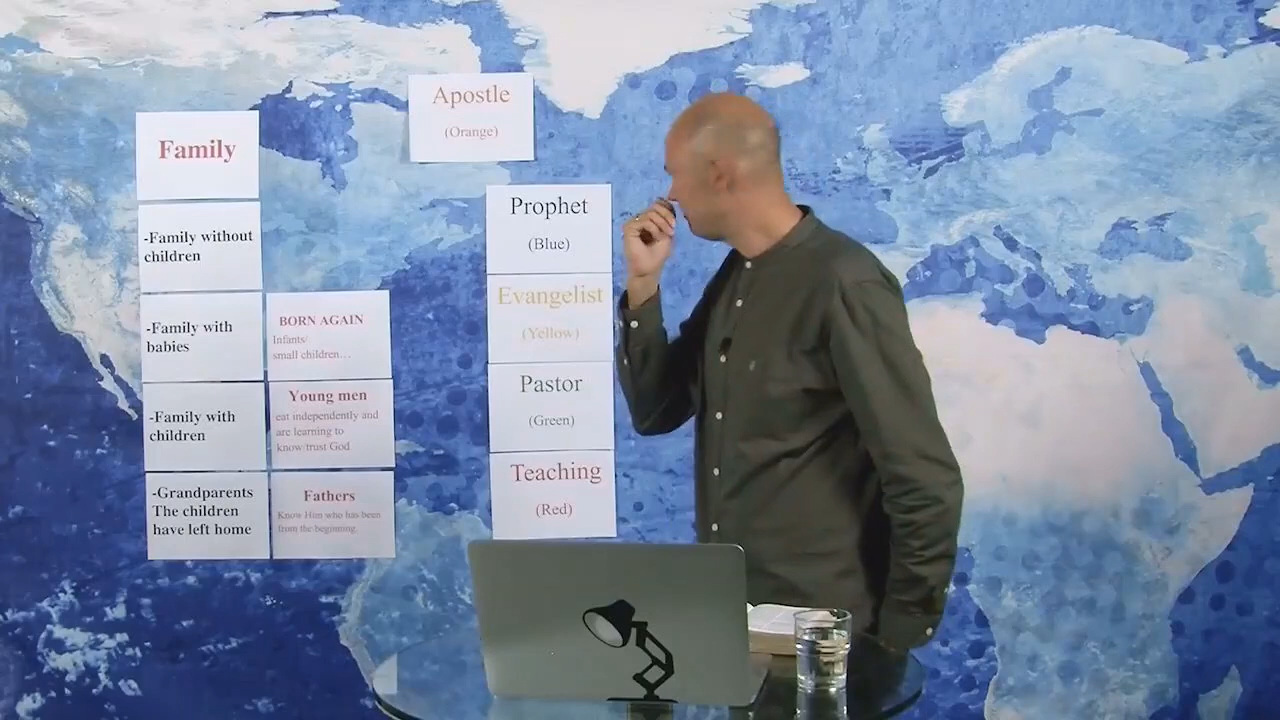 Family
-Family without
children
-Family with
babies
-Family with
children
-Grandparents
The children
have left home
BORN AGAIN
Infants/
small children…
Young men
eat independently and
are learning to
know/trust God
Fathers
Know Him who has been
from the beginning.
Apostle
(Orange)
Prophet
(Blue)
Evangelist
(Yellow)
Pastor
(Green)
Teaching
(Red)